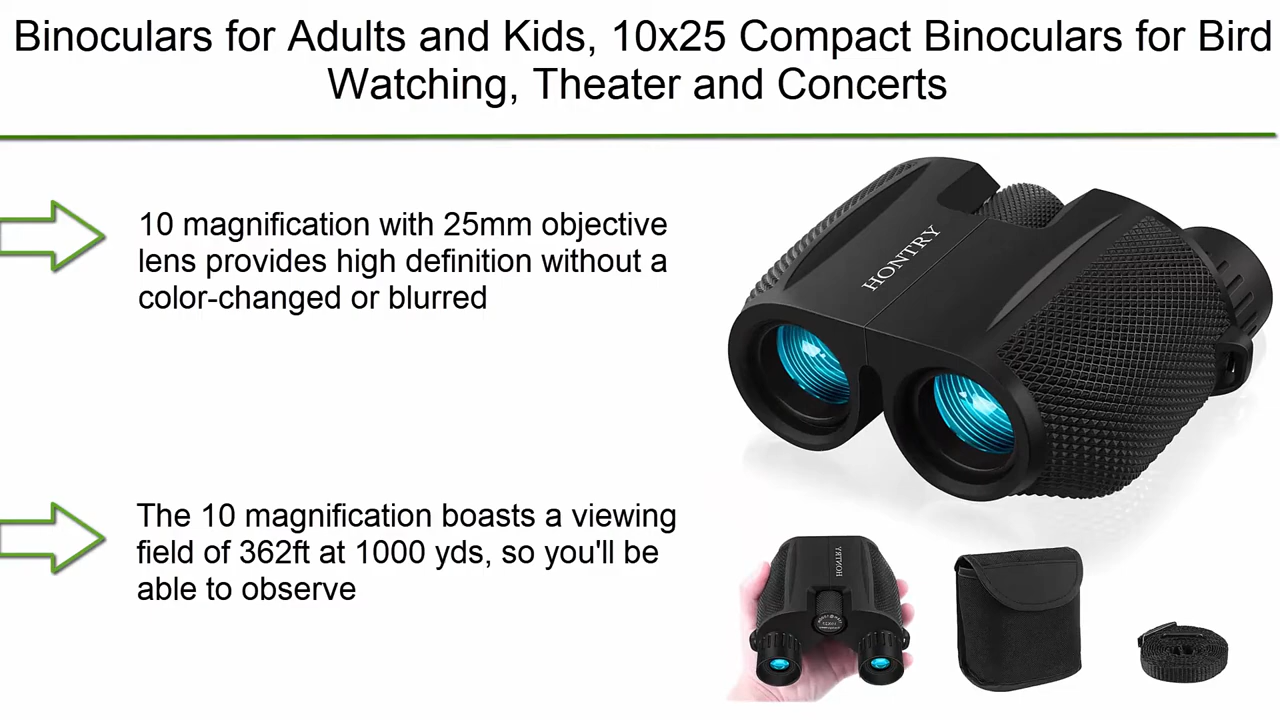 Binoculars for Adults and Kids, 10x25 Compact Binoculars for Bird
Watching, Theater and Concerts
10 magnification with 25mm objective
lens provides high definition without a
color-changed or blurred
The 10 magnification boasts a viewing
field of 362ft at 1000 yds, so you'll be
able to observe
HONTRY
HONTRY